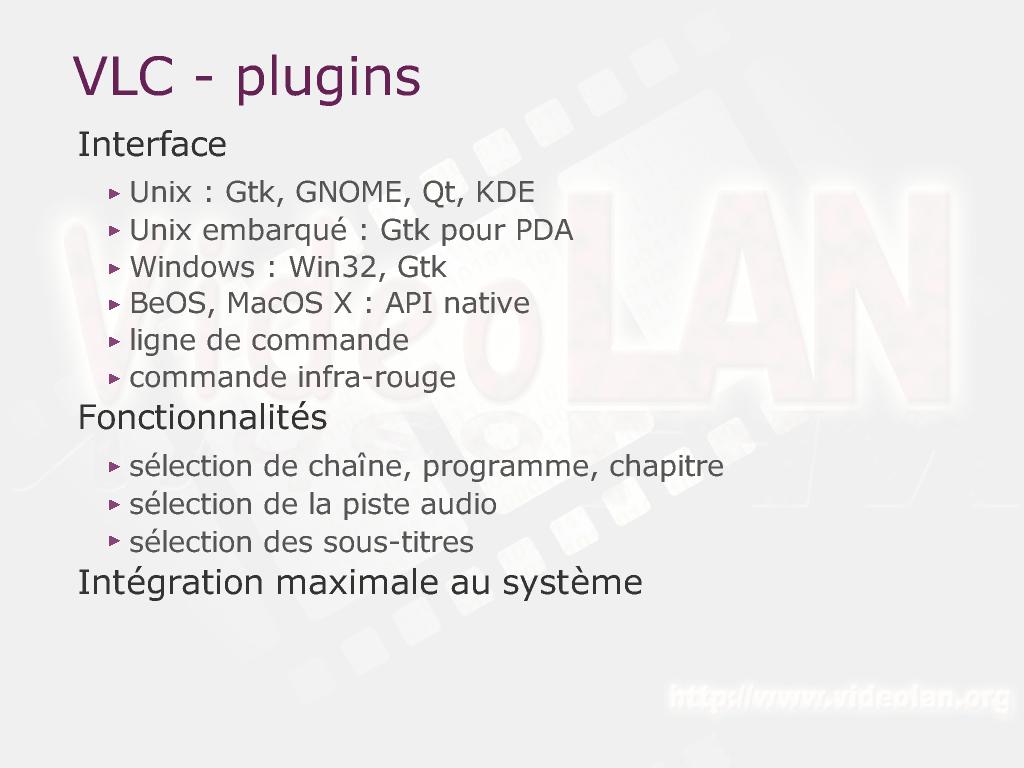 VLC - plugins
Interface
Unix : Gtk, GNOME, Qt, KDE
Unix embarqué : Gtk pour PDA
Windows : Win32, Gtk
BeOS, MacOS X : API native
ligne de commande
commande infra-rouge
Fonctionnalités
sélection de chaîne, programme, chapitre
sélection de la piste audio
sélection des sous-titres
Intégration maximale au système
VideoLAN
http://www.videolan.org